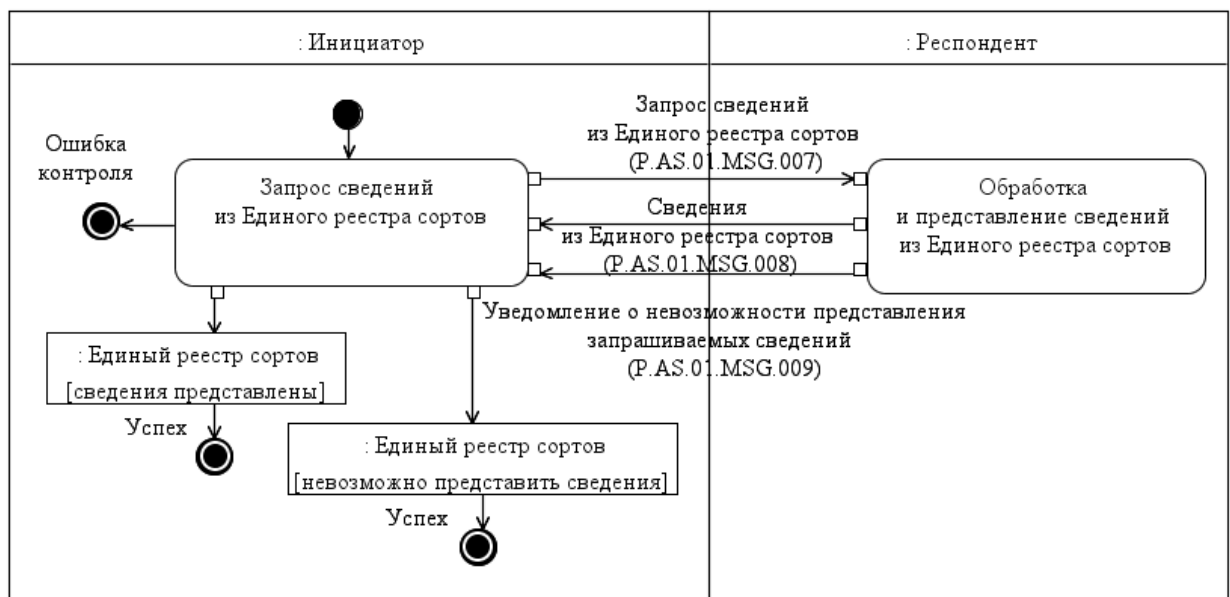 : Инициатор
: Респондент
Запрос сведений
из Единого реестра сортов
(P.AS.01.MSG.007)
Ошибка
контроля
Запрос сведений
из Единого реестра сортов
Обработка
и представление сведений
из Единого реестра сортов
Сведения
из Единого реестра сортов
(P.AS.01.MSG.008)
Уведомление о невозможности представления
запрашиваемых сведений
(P.AS.01.MSG.009)
: Единый реестр сортов
[сведения представлены]
Успех
: Единый реестр сортов
[невозможно представить сведения]
Успех